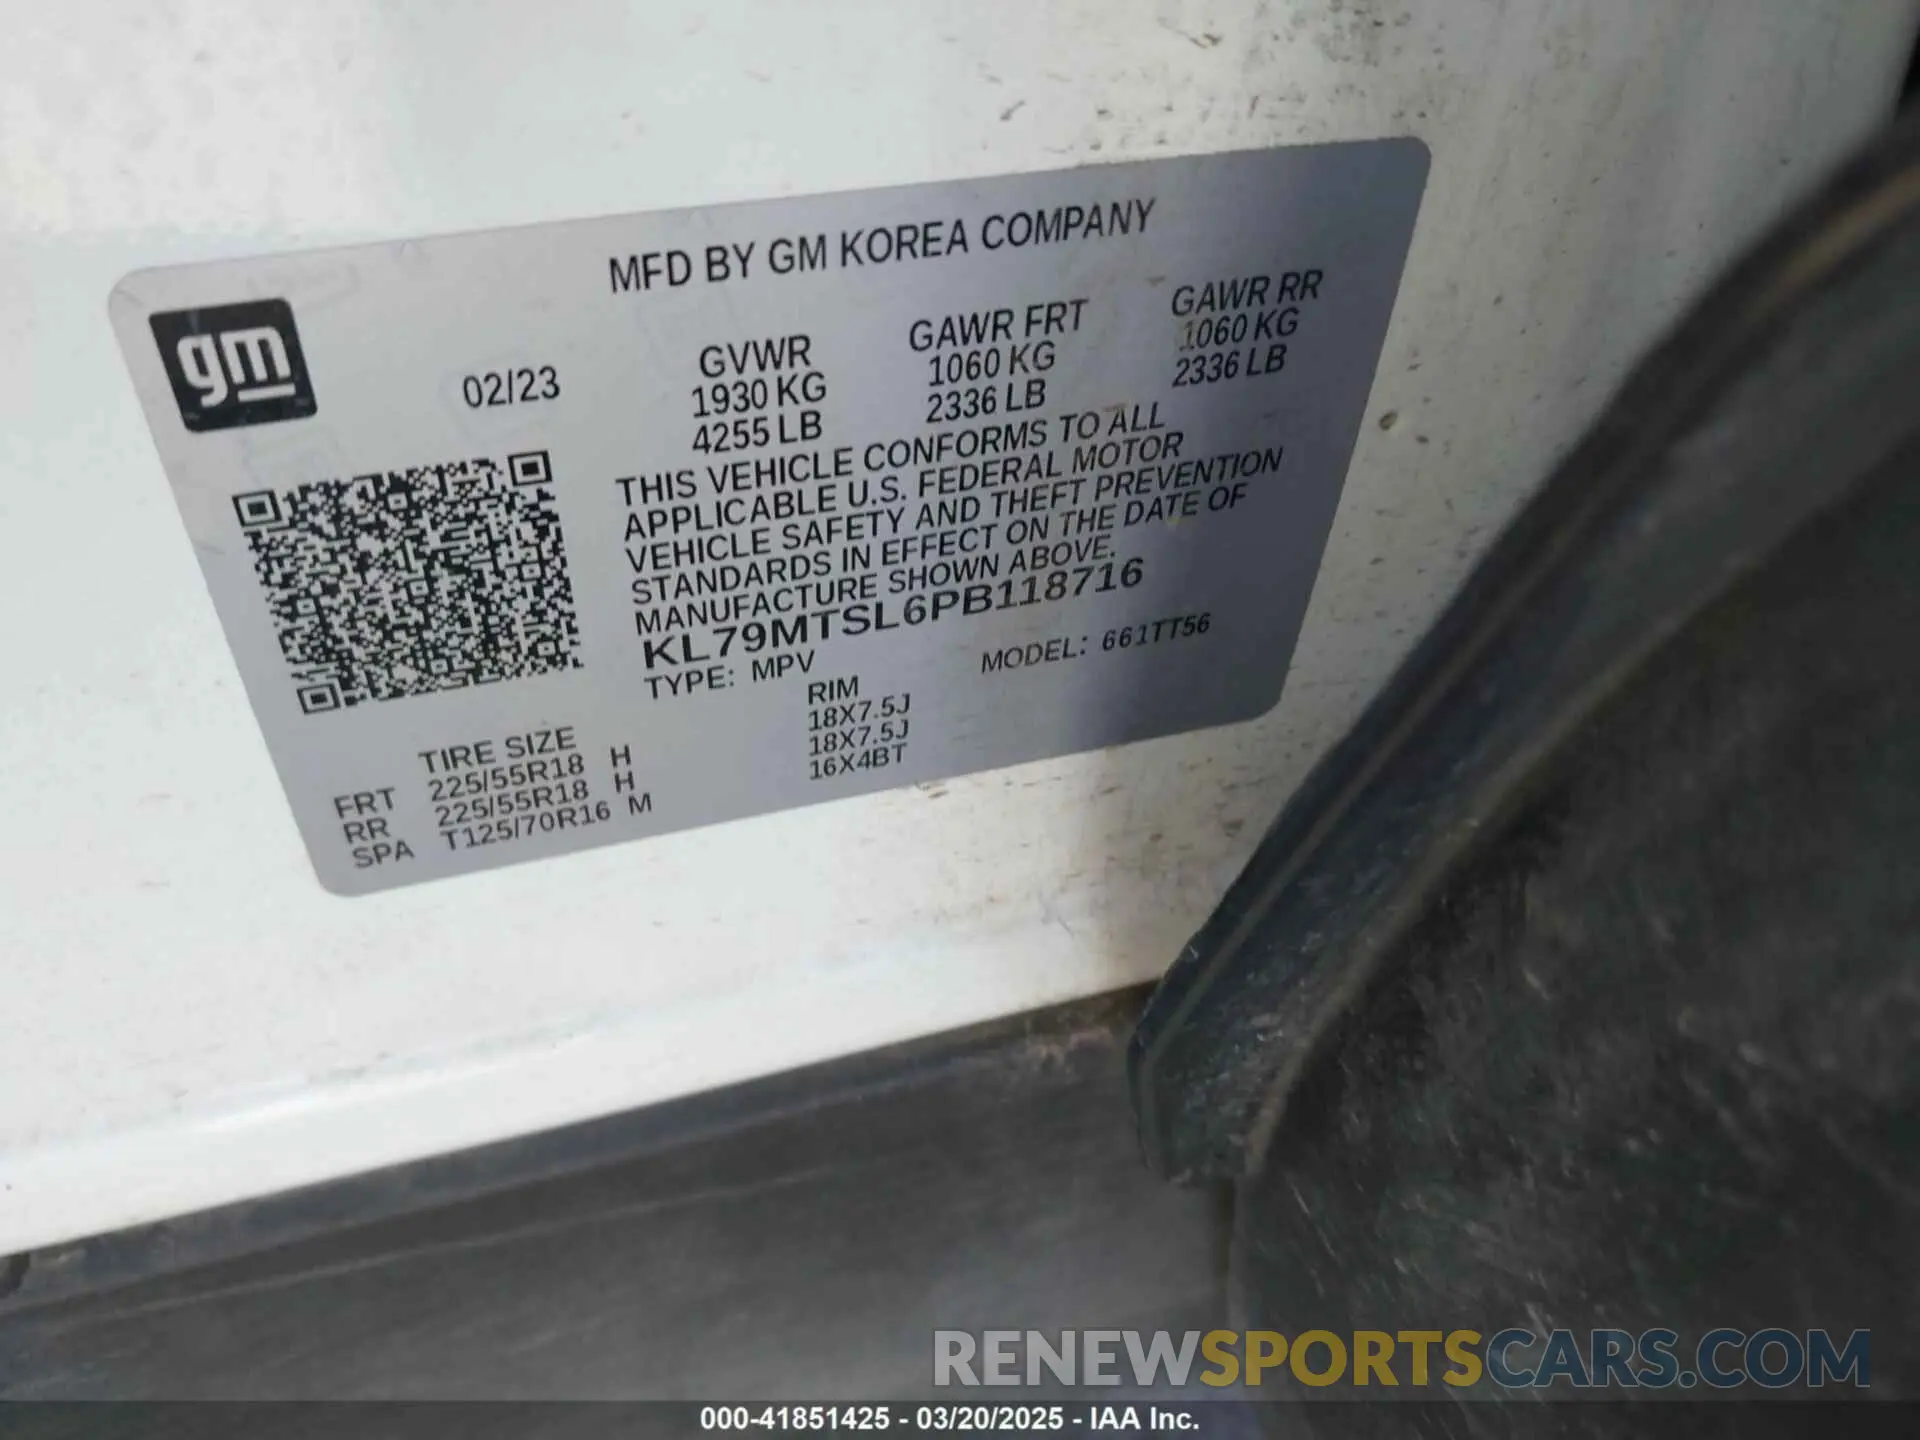 MFD BY GM KOREA COMPANY
gm
02/23
GVWR
1930 KG
4255 LB
GAWR FRT
1060 KG
2336 LB
GAWR RR
1060 KG
2336 LB
THIS VEHICLE CONFORMS TO ALL
APPLICABLE U.S. FEDERAL MOTOR
VEHICLE SAFETY AND THEFT PREVENTION
STANDARDS IN EFFECT ON THE DATE OF
MANUFACTURE SHOWN ABOVE.
KL79MTSL6PB118716
TYPE: MPV MODEL: 661TT56
TIRE SIZE RIM
FRT 225/55R18 H 18X7.5J
RR 225/55R18 H 18X7.5J
SPA T125/70R16 M 16X4BT
RENEWSPORTSCARS.COM
000-41851425 - 03/20/2025 - IAA Inc.